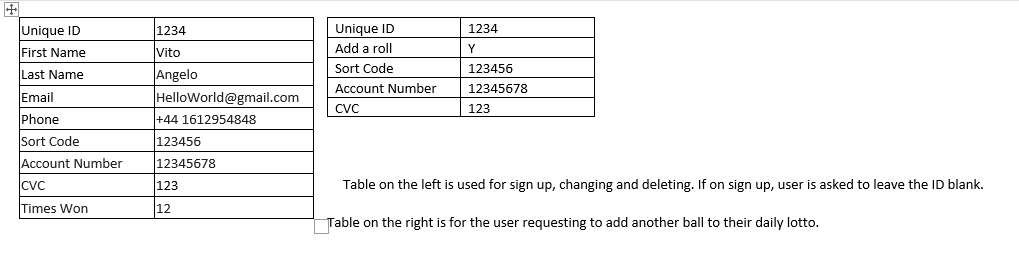 Unique ID 1234
First Name Vito
Last Name Angelo
Email HelloWorld@gmail.com
Phone +44 1612954848
Sort Code 123456
Account Number 12345678
CVC 123
Times Won 12
Unique ID 1234
Add a roll Y
Sort Code 123456
Account Number 12345678
CVC 123
Table on the left is used for sign up, changing and deleting. If on sign up, user is asked to leave the ID blank.
Table on the right is for the user requesting to add another ball to their daily lotto.